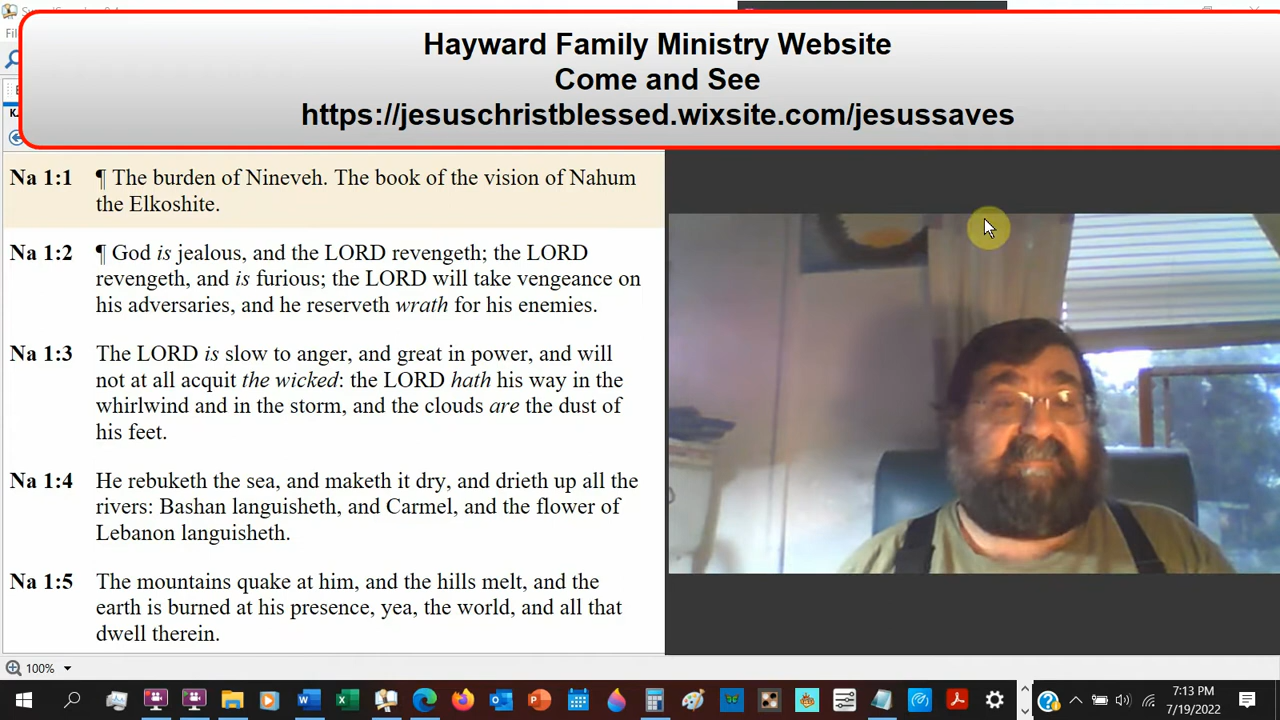 Hayward Family Ministry Website
Come and See
https://jesuschristblessed.wixsite.com/jesussaves
Na 1:1 ¶ The burden of Nineveh. The book of the vision of Nahum
the Elkoshite.
Na 1:2 ¶ God is jealous, and the LORD revengeth; the LORD
revengeth, and is furious; the LORD will take vengeance on
his adversaries, and he reserveth wrath for his enemies.
Na 1:3 The LORD is slow to anger, and great in power, and will
not at all acquit the wicked: the LORD hath his way in the
whirlwind and in the storm, and the clouds are the dust of
his feet.
Na 1:4 He rebuketh the sea, and maketh it dry, and drieth up all the
rivers: Bashan languisheth, and Carmel, and the flower of
Lebanon languisheth.
Na 1:5 The mountains quake at him, and the hills melt, and the
earth is burned at his presence, yea, the world, and all that
dwell therein.
100%
7:13 PM
7/19/2022